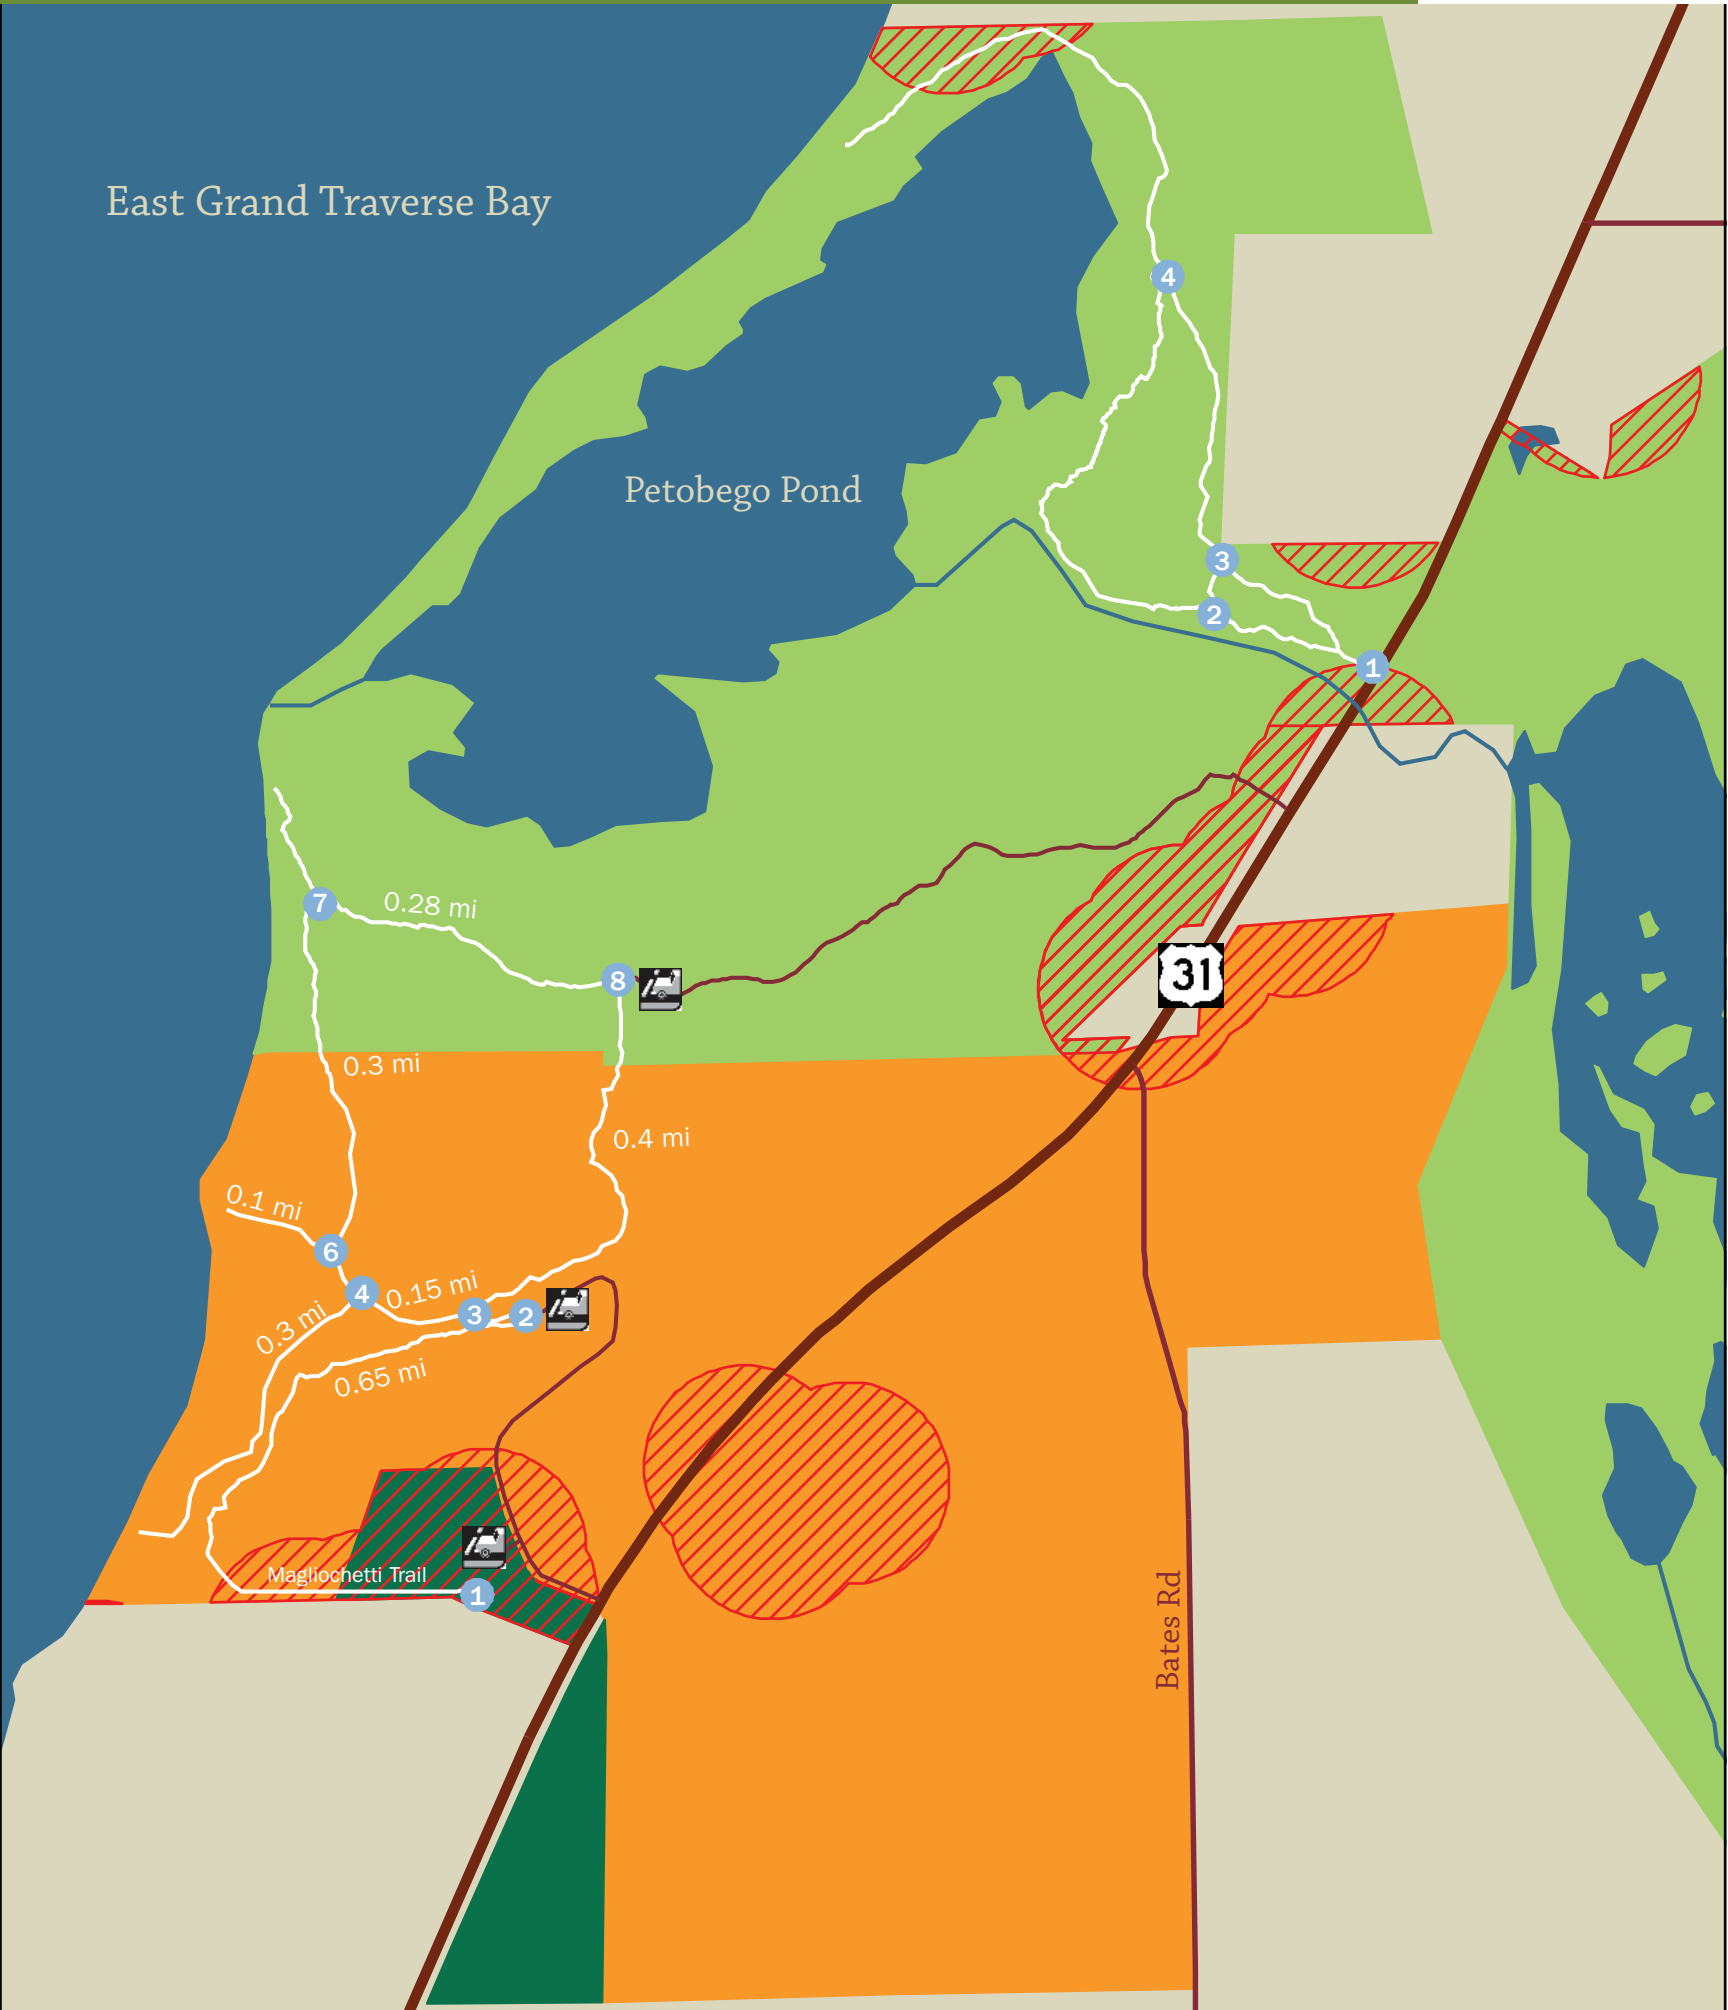 East Grand Traverse Bay
4
Petobego Pond
3
2
1
7
0.28 mi
8
31
0.3 mi
0.4 mi
0.1 mi
6
4
0.15 mi
3
2
0.3 mi
0.65 mi
Magliochetti Trail
1
Bates Rd